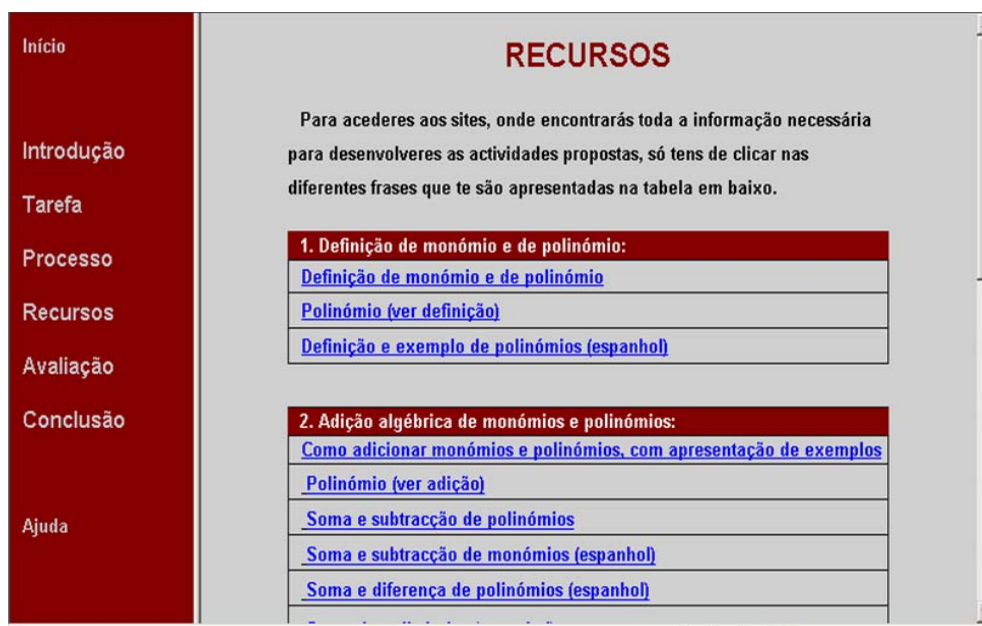 Início
Introdução
Tarefa
Processo
Recursos
Avaliação
Conclusão
Ajuda
RECURSOS
Para acederes aos sites, onde encontrarás toda a informação necessária
para desenvolveres as actividades propostas, só tens de clicar nas
diferentes frases que te são apresentadas na tabela em baixo.
1. Definição de monómio e de polinómio:
Definição de monómio e de polinómio
Polinómio (ver definição)
Definição e exemplo de polinómios (espanhol)
2. Adição algébrica de monómios e polinómios:
Como adicionar monómios e polinómios, com apresentação de exemplos
Polinómio (ver adição)
Soma e subtracção de polinómios
Soma e subtracção de monómios (espanhol)
Soma e diferença de polinómios (espanhol)